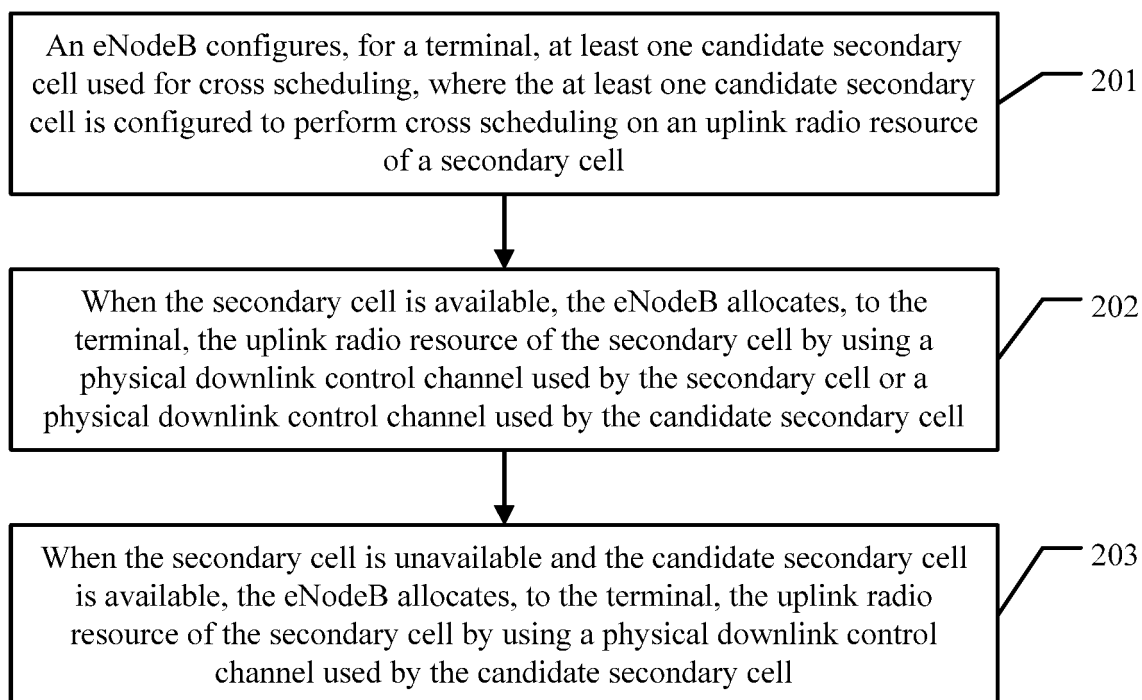 An eNodeB configures, for a terminal, at least one candidate secondary
cell used for cross scheduling, where the at least one candidate secondary
cell is configured to perform cross scheduling on an uplink radio resource
of a secondary cell
201
When the secondary cell is available, the eNodeB allocates, to the
terminal, the uplink radio resource of the secondary cell by using a
physical downlink control channel used by the secondary cell or a
physical downlink control channel used by the candidate secondary cell
202
When the secondary cell is unavailable and the candidate secondary cell
is available, the eNodeB allocates, to the terminal, the uplink radio
resource of the secondary cell by using a physical downlink control
channel used by the candidate secondary cell
203